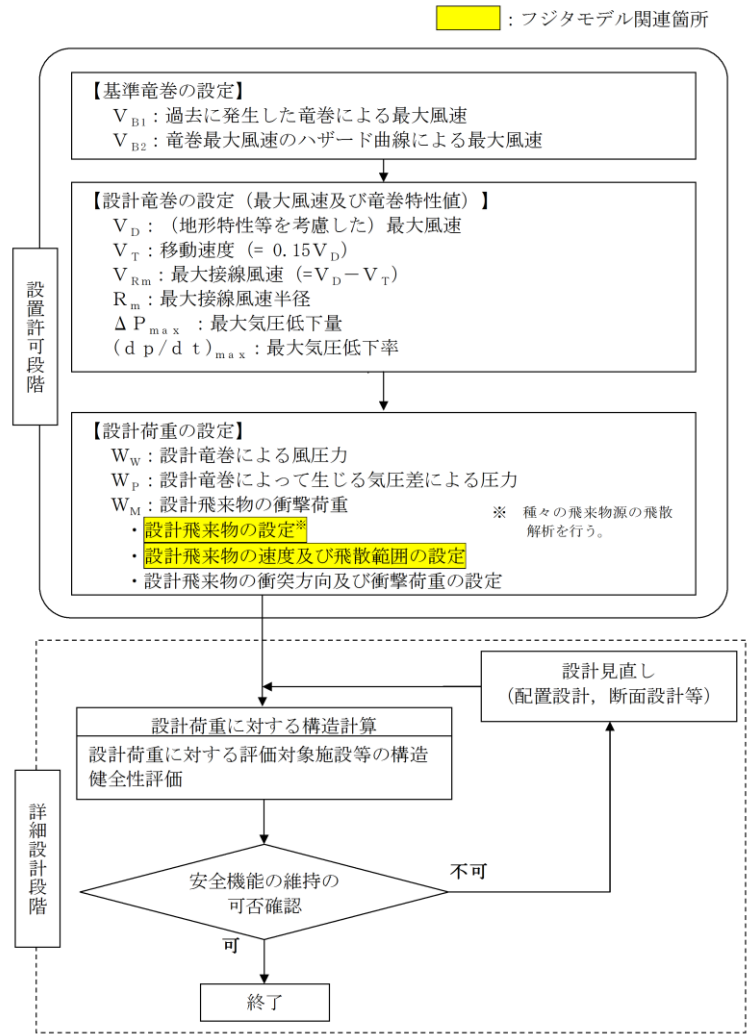 ：フジタモデル関連箇所
【基準竜巻の設定】
V_B1：過去に発生した竜巻による最大風速
V_B2：竜巻最大風速のハザード曲線による最大風速
【設計竜巻の設定（最大風速及び竜巻特性値）】
V_D：（地形特性等を考慮した）最大風速
V_T：移動速度（= 0.15V_D）
V_Rm：最大接線風速（=V_D－V_T）
R_m：最大接線風速半径
ΔP_max：最大気圧低下量
(dp/dt)_max：最大気圧低下率
設置許可段階
【設計荷重の設定】
W_W：設計竜巻による風圧力
W_P：設計竜巻によって生じる気圧差による圧力
W_M：設計飛来物の衝撃荷重
・設計飛来物の設定※
・設計飛来物の速度及び飛散範囲の設定
・設計飛来物の衝突方向及び衝撃荷重の設定
※　種々の飛来物源の飛散
解析を行う。
設計見直し
（配置設計，断面設計等）
設計荷重に対する構造計算
設計荷重に対する評価対象施設等の構造
健全性評価
詳細設計段階
安全機能の維持の
可否確認
不可
可
終了